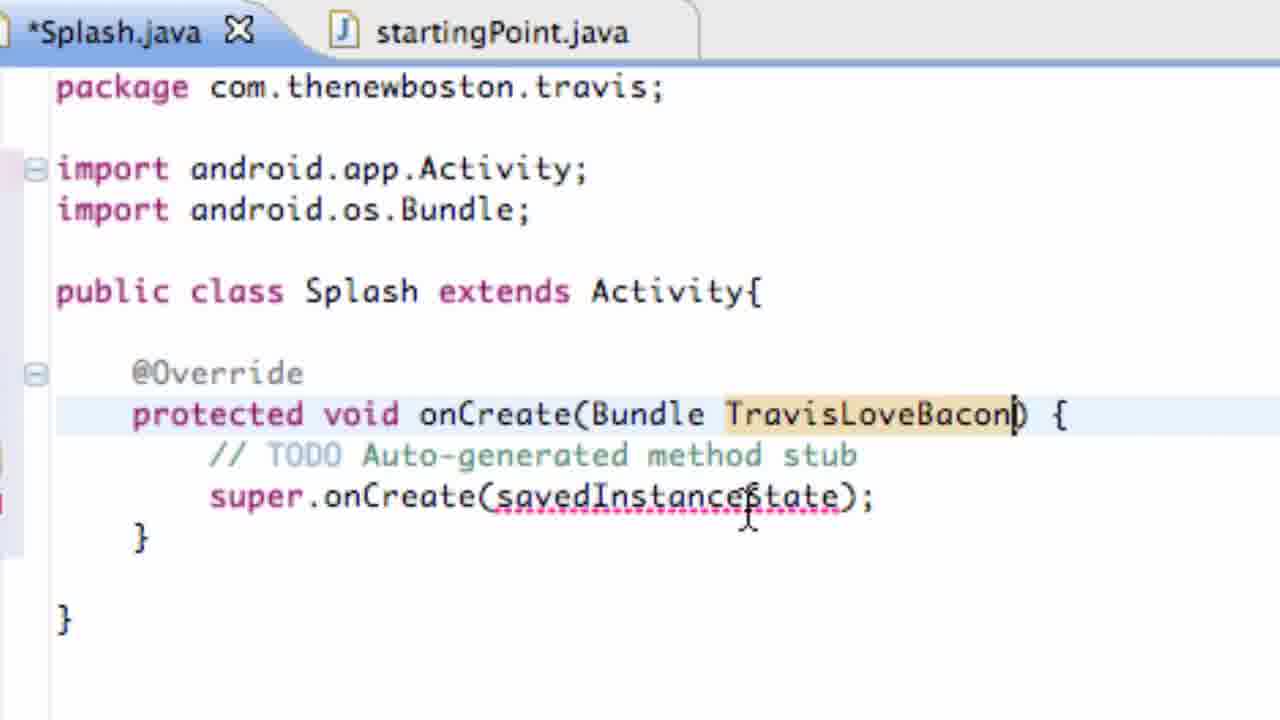 *Splash.java startingPoint.java
package com.thenewboston.travis;
import android.app.Activity;
import android.os.Bundle;
public class Splash extends Activity{
@Override
protected void onCreate(Bundle TravisLoveBacon) {
// TODO Auto-generated method stub
super.onCreate(savedInstanceState);
}
}